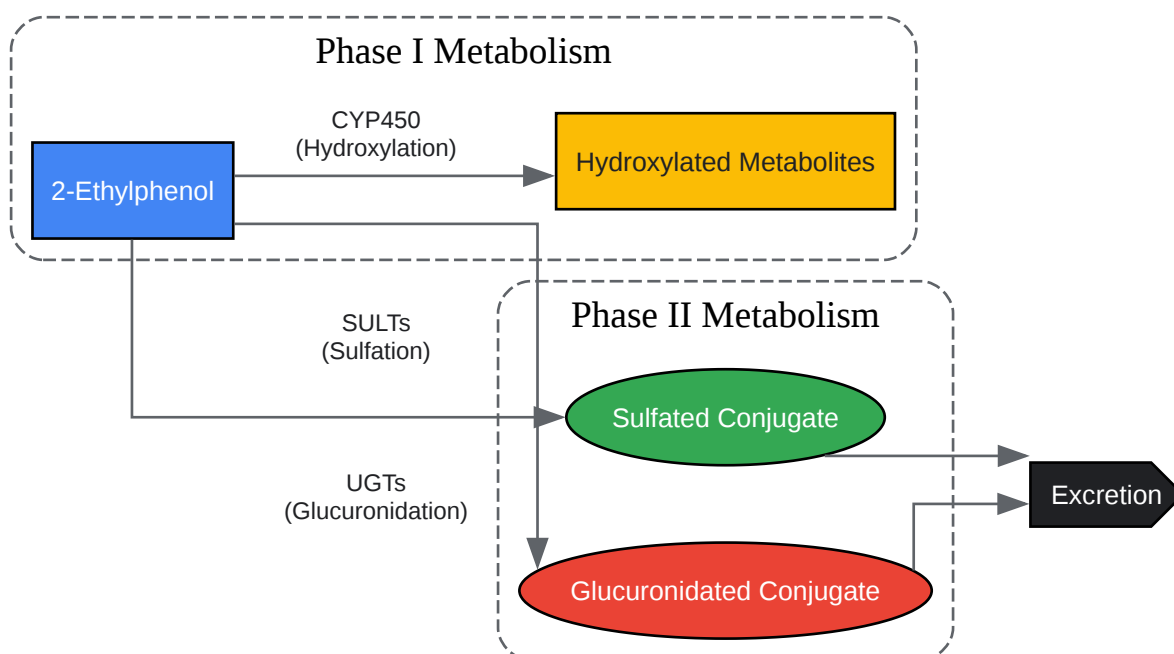 Phase I Metabolism
CYP450
(Hydroxylation)
2-Ethylphenol
Hydroxylated Metabolites
Phase II Metabolism
SULTs
(Sulfation)
Sulfated Conjugate
UGTs
(Glucuronidation)
Excretion
Glucuronidated Conjugate